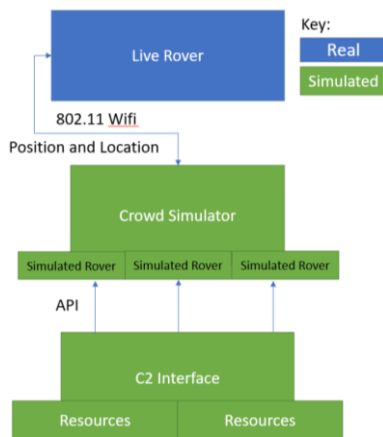 Key:
Real
Simulated
Live Rover
802.11 Wifi
Position and Location
Crowd Simulator
Simulated Rover Simulated Rover Simulated Rover
API
C2 Interface
Resources Resources